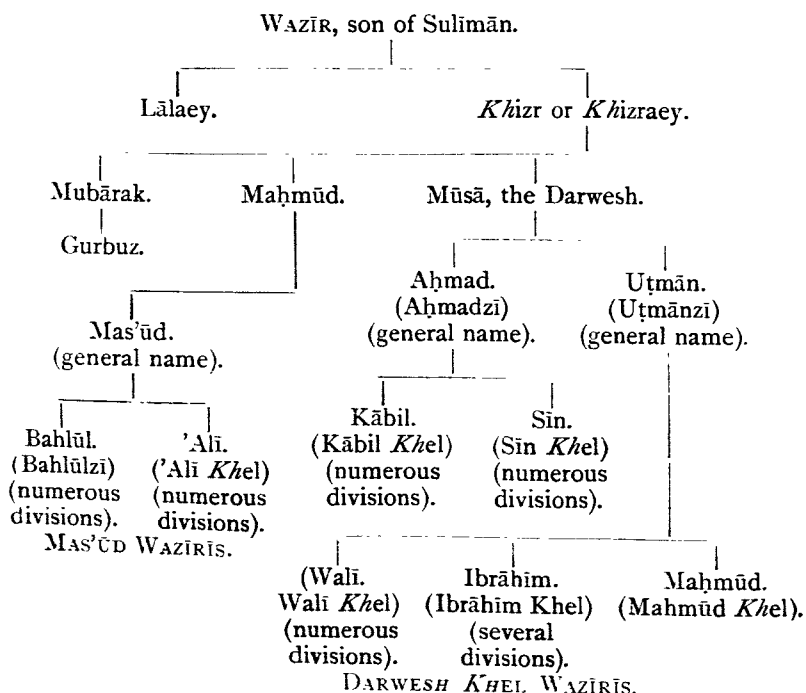 WAZĪR, son of Sulīmān.
Lālaey.
Khizr or Khizraey.
Mubārak.
Maḥmūd.
Mūsā, the Darwesh.
Gurbuz.
Aḥmad.
(Aḥmadzī)
(general name).
Uṭmān.
(Uṭmānzī)
(general name).
Mas'ūd.
(general name).
Bahlūl.
(Bahlūlzī)
(numerous
divisions).
'Alī.
('Alī Khel)
(numerous
divisions).
MAS'ŪD WAZĪRĪS.
Kābil.
(Kābil Khel)
(numerous
divisions).
Sīn.
(Sīn Khel)
(numerous
divisions).
(Walī.
Walī Khel)
(numerous
divisions).
Ibrāhīm.
(Ibrāhīm Khel)
(several
divisions).
Maḥmūd.
(Mahmūd Khel).
DARWESH KHEL WAZĪRĪS.